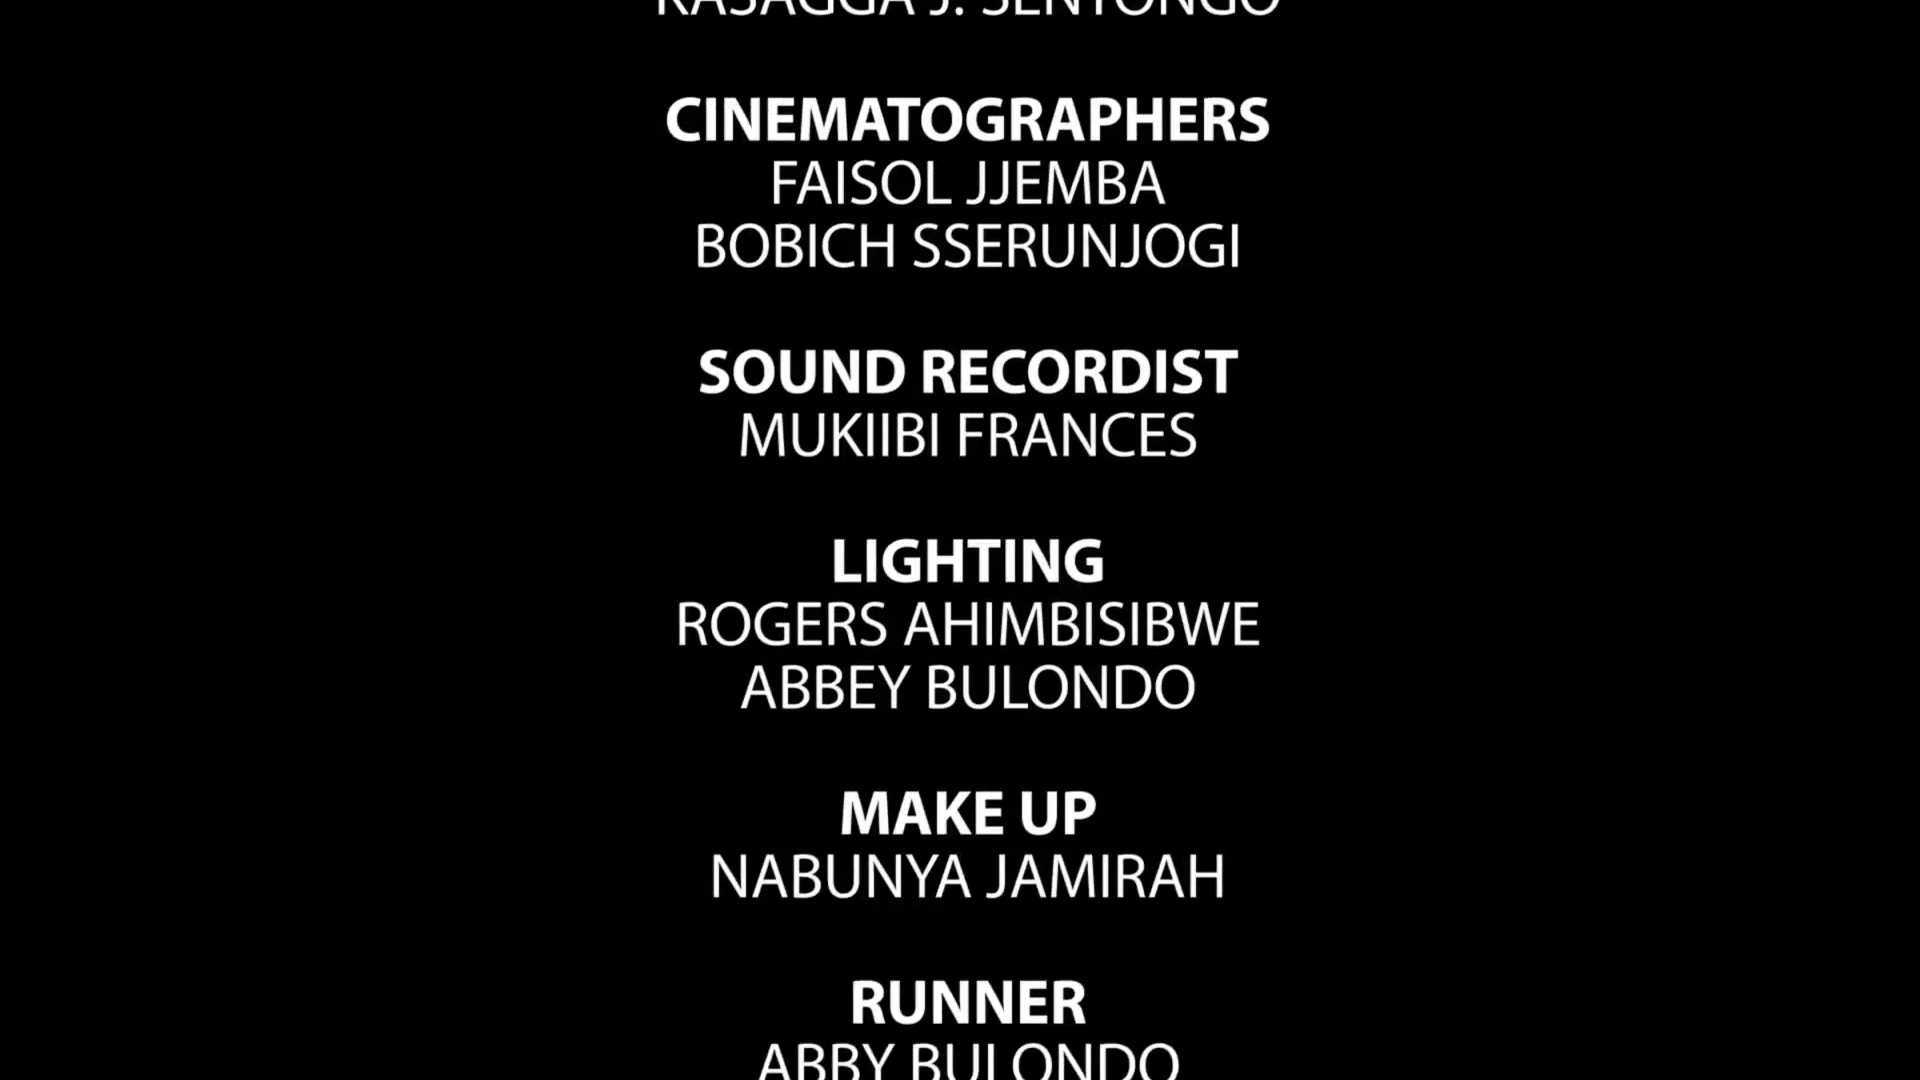 KASAGGA J. SENYONGO
CINEMATOGRAPHERS
FAISOL JJEMBA
BOBICH SSERUNJOGI
SOUND RECORDIST
MUKIIBI FRANCES
LIGHTING
ROGERS AHIMBISIBWE
ABBEY BULONDO
MAKE UP
NABUNYA JAMIRAH
RUNNER
ABBY BULONDO